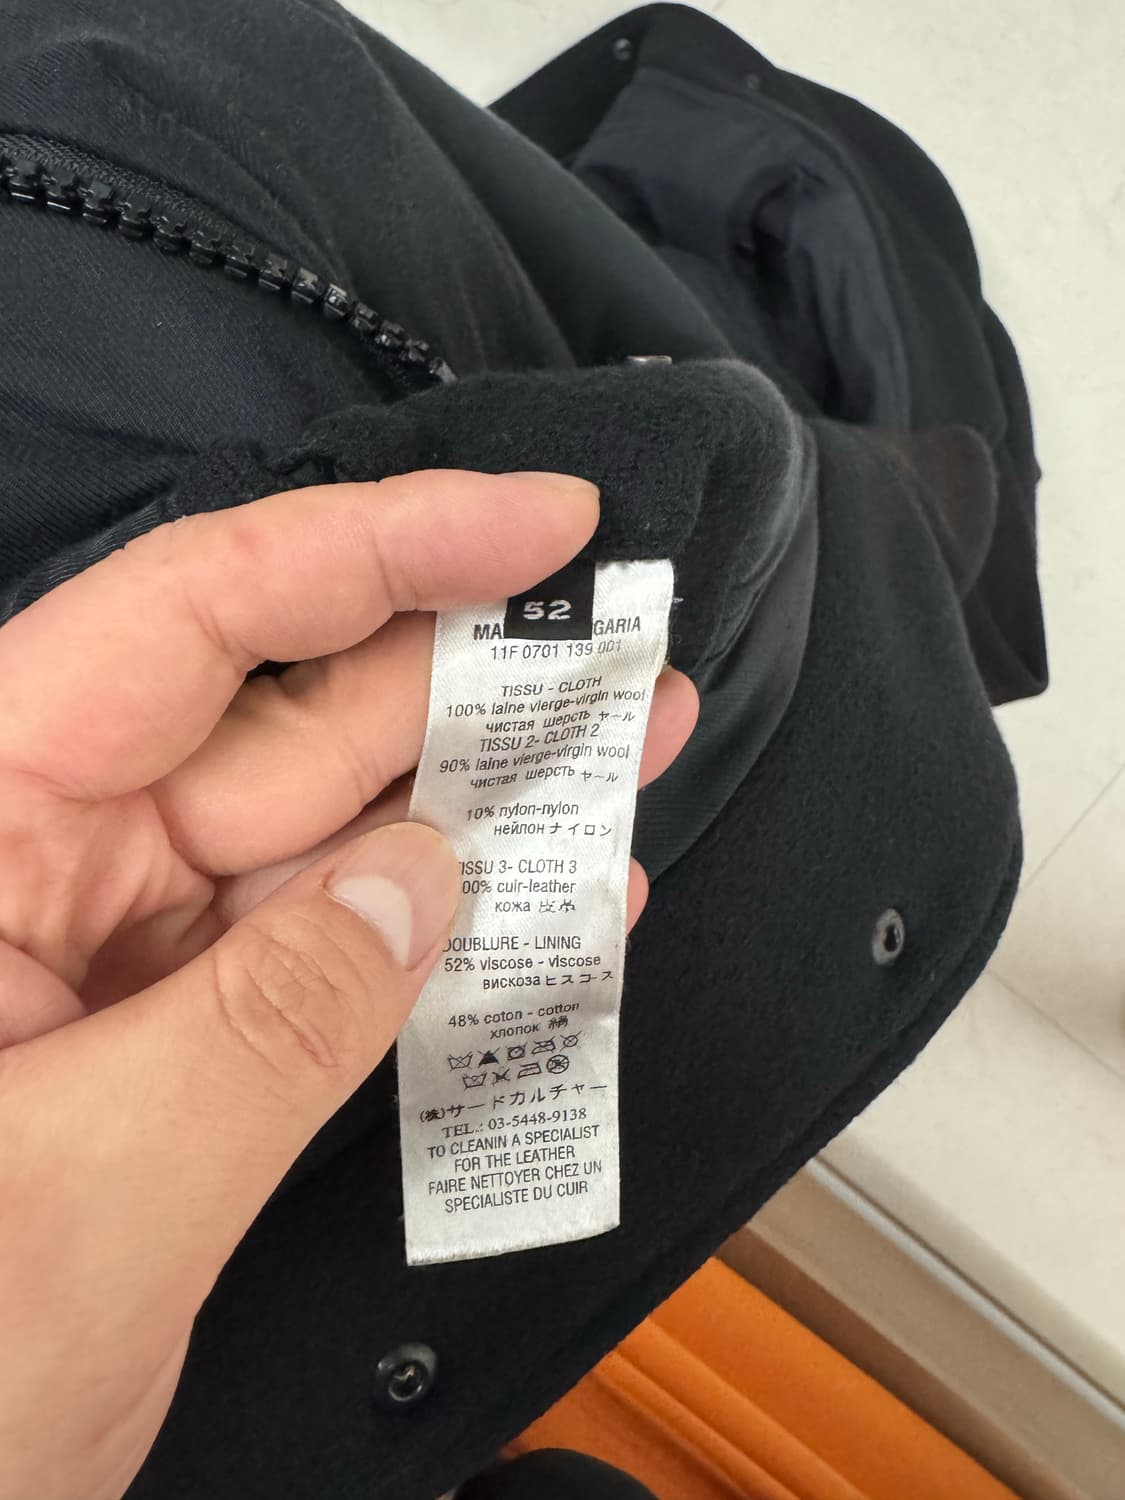 52
MA GARIA
11F 0701 139 001
TISSU - CLOTH
100% laine vierge-virgin wool
чистая шерсть ヤール
TISSU 2- CLOTH 2
90% laine vierge-virgin wool
чистая шерсть ヤール
10% nylon-nylon
нейлон ナイロン
ISSU 3- CLOTH 3
00% cuir-leather
кожа
DOUBLURE - LINING
52% viscose - viscose
вискоза ヒスコース
48% coton - cotton
хлопок
(株)サードカルチャー
TEL.: 03-5448-9138
TO CLEANIN A SPECIALIST
FOR THE LEATHER
FAIRE NETTOYER CHEZ UN
SPECIALISTE DU CUIR